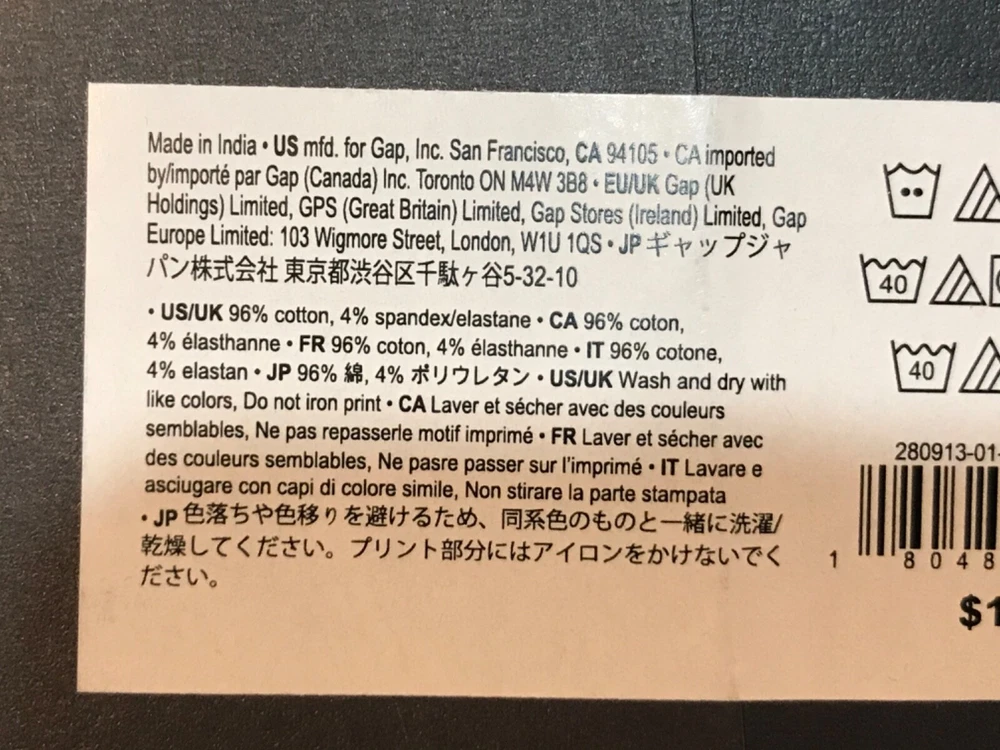 Made in India • US mfd. for Gap, Inc. San Francisco, CA 94105 • CA imported
by/importé par Gap (Canada) Inc. Toronto ON M4W 3B8 • EU/UK Gap (UK
Holdings) Limited, GPS (Great Britain) Limited, Gap Stores (Ireland) Limited, Gap
Europe Limited: 103 Wigmore Street, London, W1U 1QS • JP ギャップジャ
パン株式会社 東京都渋谷区千駄ヶ谷5-32-10
• US/UK 96% cotton, 4% spandex/elastane • CA 96% coton,
4% élasthanne • FR 96% coton, 4% élasthanne • IT 96% cotone,
4% elastan • JP 96% 綿, 4% ポリウレタン • US/UK Wash and dry with
like colors, Do not iron print • CA Laver et sécher avec des couleurs
semblables, Ne pas repasserle motif imprimé • FR Laver et sécher avec
des couleurs semblables, Ne pasre passer sur l'imprimé • IT Lavare e
asciugare con capi di colore simile, Non stirare la parte stampata
• JP 色落ちや色移りを避けるため、同系色のものと一緒に洗濯/
乾燥してください。プリント部分にはアイロンをかけないでく
ださい。
40
40
280913-01-
1 8048
$1